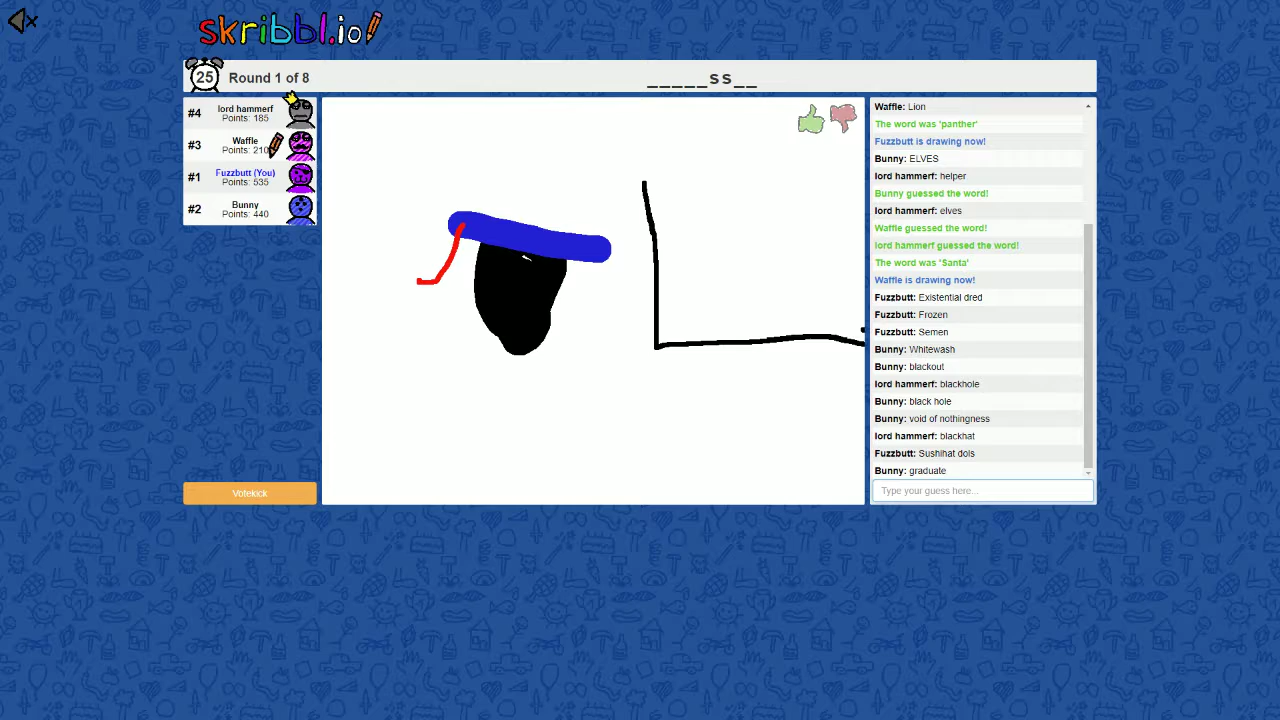 skribbl.io
25
Round 1 of 8
_____ss__
#4
lord hammerf
Points: 185
#3
Waffle
Points: 210
#1
Fuzzbutt (You)
Points: 535
#2
Bunny
Points: 440
Votekick
Waffle: Lion
The word was 'panther'
Fuzzbutt is drawing now!
Bunny: ELVES
lord hammerf: helper
Bunny guessed the word!
lord hammerf: elves
Waffle guessed the word!
lord hammerf guessed the word!
The word was 'Santa'
Waffle is drawing now!
Fuzzbutt: Existential dred
Fuzzbutt: Frozen
Fuzzbutt: Semen
Bunny: Whitewash
Bunny: blackout
lord hammerf: blackhole
Bunny: black hole
Bunny: void of nothingness
lord hammerf: blackhat
Fuzzbutt: Sushihat dols
Bunny: graduate
Type your guess here...